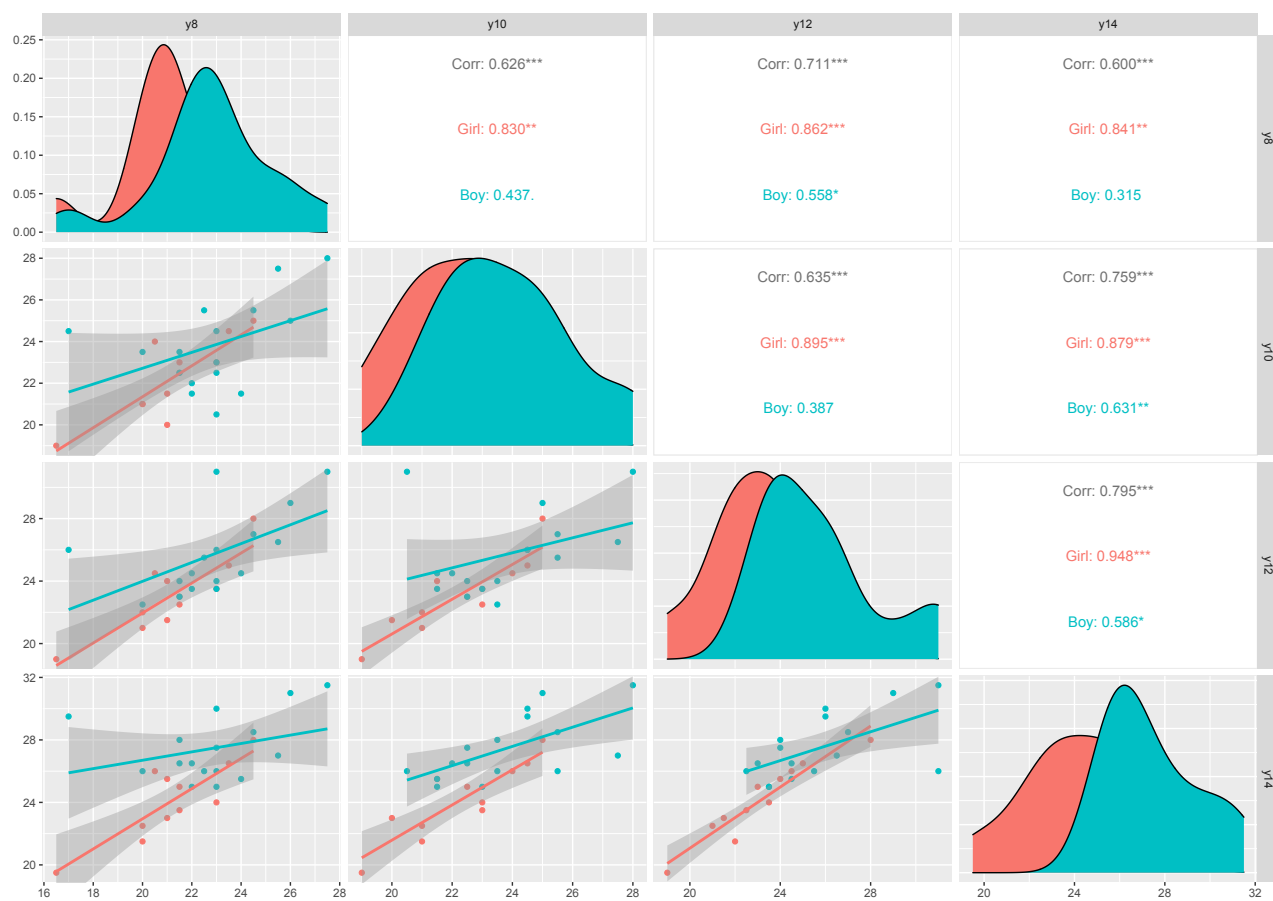 y8
y10
y12
y14
0.25
0.20
0.15
0.10
0.05
0.00
Corr: 0.626***
Girl: 0.830**
Boy: 0.437.
Corr: 0.711***
Girl: 0.862***
Boy: 0.558*
Corr: 0.600***
Girl: 0.841**
Boy: 0.315
y8
28
26
24
22
20
Corr: 0.635***
Girl: 0.895***
Boy: 0.387
Corr: 0.759***
Girl: 0.879***
Boy: 0.631**
y10
28
24
20
Corr: 0.795***
Girl: 0.948***
Boy: 0.586*
y12
32
28
24
20
y14
16
18
20
22
24
26
28
20
22
24
26
28
20
24
28
20
24
28
32